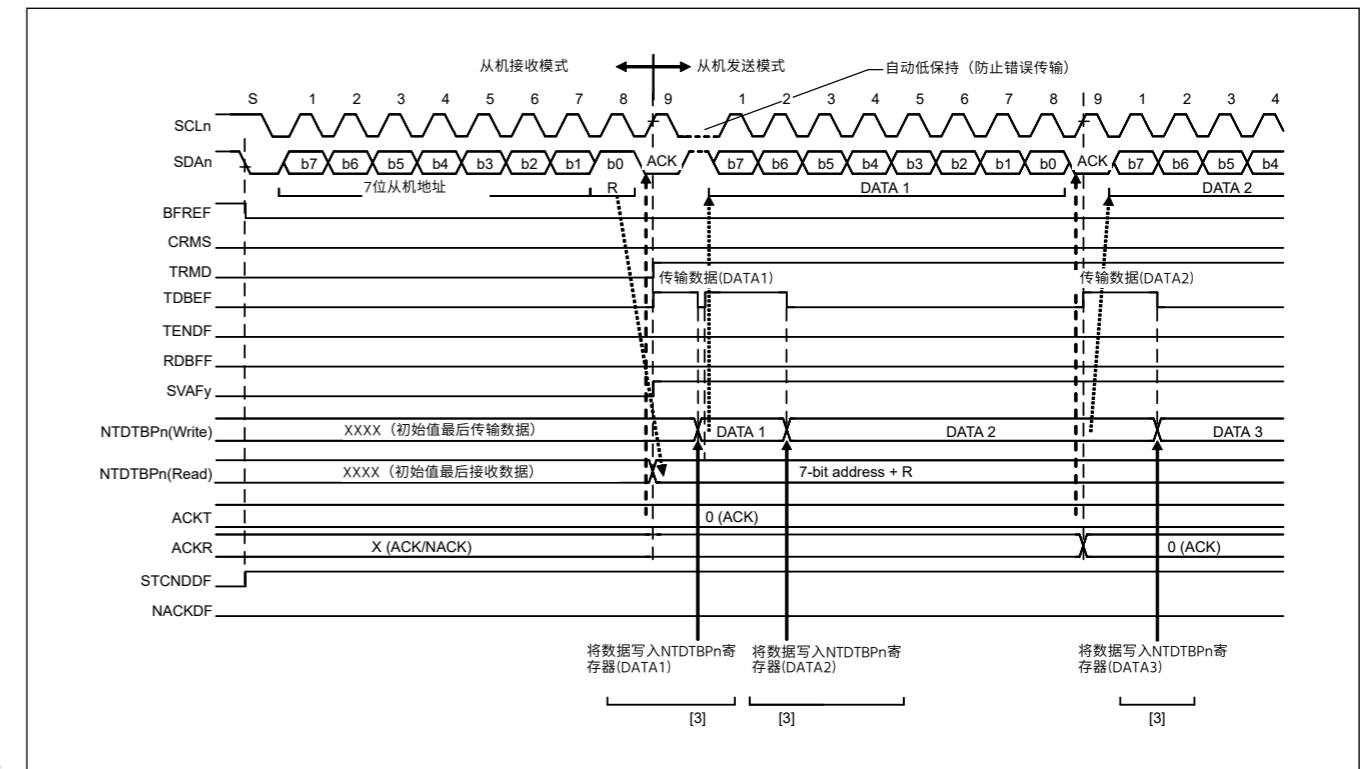 从机接收模式 从机发送模式 自动低保持（防止错误传输）
S 1 2 3 4 5 6 7 8 9 1 2 3 4 5 6 7 8 9 1 2 3 4
SCLn
SDAn b7 b6 b5 b4 b3 b2 b1 b0 ACK b7 b6 b5 b4 b3 b2 b1 b0 ACK b7 b6 b5 b4
7位从机地址 R DATA 1 DATA 2
BFREF
CRMS
TRMD
传输数据(DATA1) 传输数据(DATA2)
TDBEF
TENDF
RDBFF
SVAFy
NTDTBPn(Write) XXXX（初始值最后传输数据） DATA 1 DATA 2 DATA 3
NTDTBPn(Read) XXXX（初始值最后接收数据） 7-bit address + R
ACKT 0 (ACK)
ACKR X (ACK/NACK) 0 (ACK)
STCNDDF
NACKDF
将数据写入NTDTBPn寄 将数据写入NTDTBPn寄 将数据写入NTDTBPn寄
存器(DATA1) 存器(DATA2) 存器(DATA3)
[3] [3] [3]